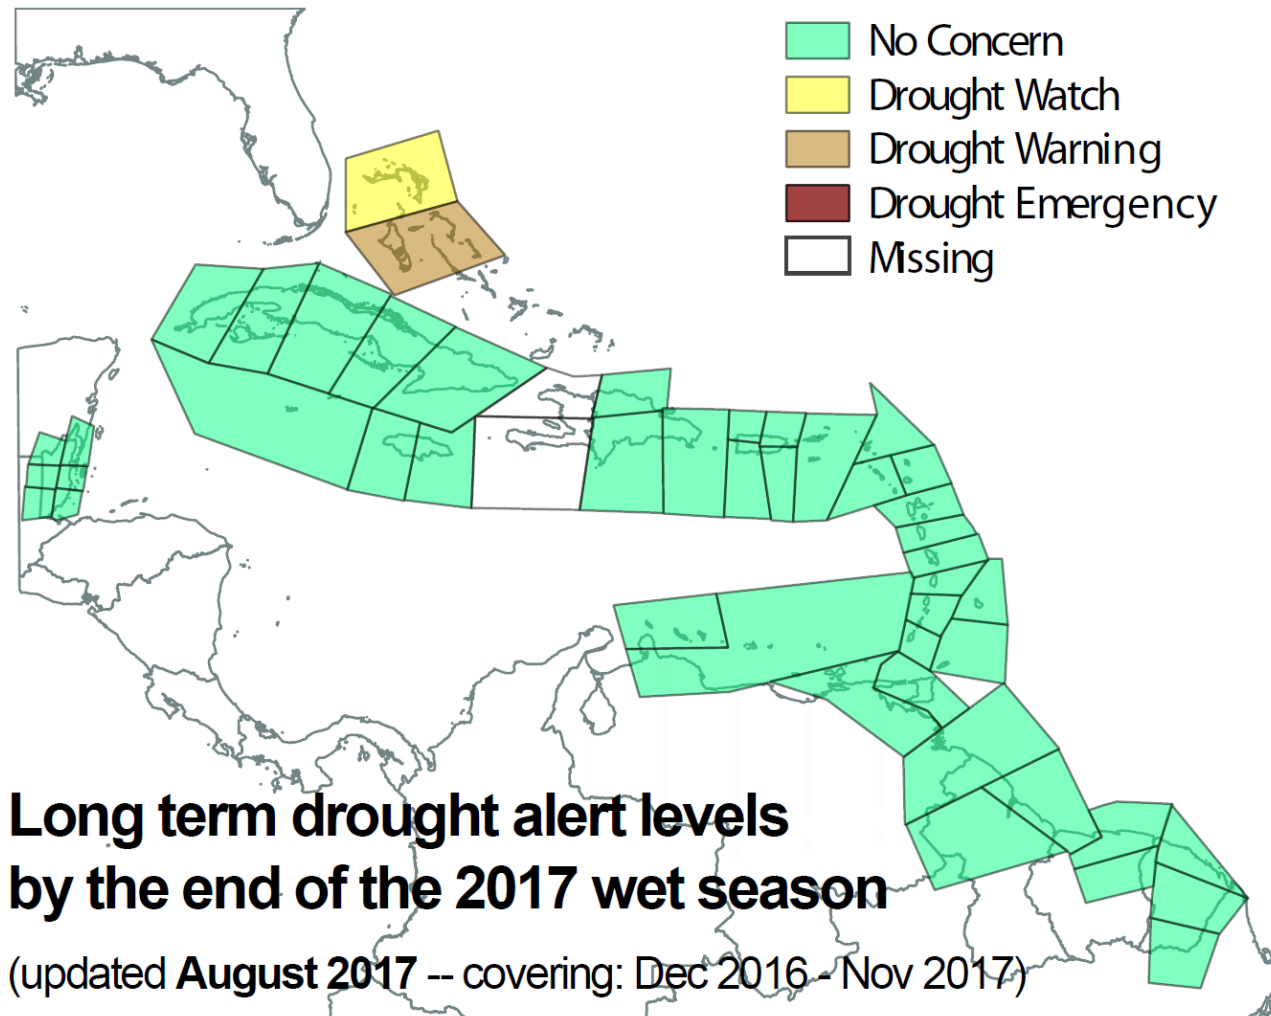 No Concern
Drought Watch
Drought Warning
Drought Emergency
Missing
Long term drought alert levels
by the end of the 2017 wet season
(updated August 2017 -- covering: Dec 2016 - Nov 2017)